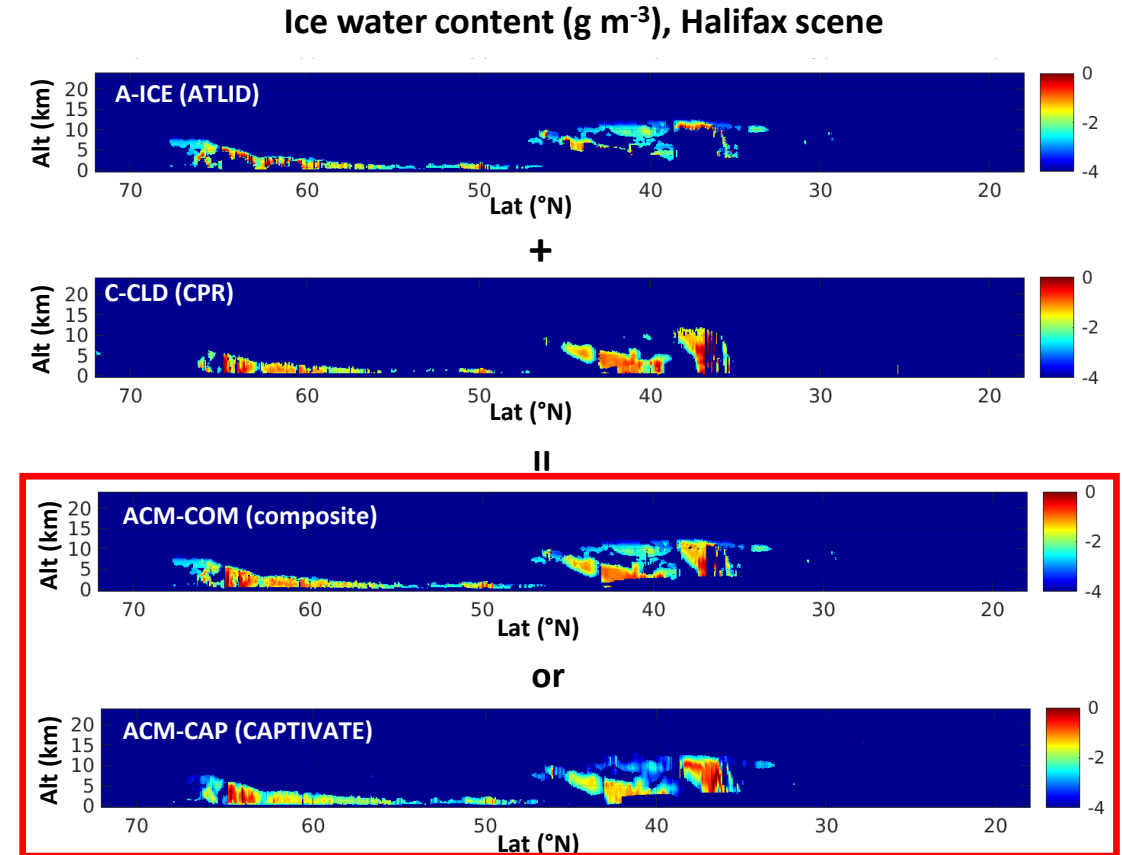 Ice water content (g m-3), Halifax scene
A-ICE (ATLID)
Alt (km)
20
15
10
5
0
70 60 50 40 30 20
Lat (°N)
0
-2
-4
+
C-CLD (CPR)
Alt (km)
20
15
10
5
0
70 60 50 40 30 20
Lat (°N)
0
-2
-4
=
ACM-COM (composite)
Alt (km)
20
15
10
5
0
70 60 50 40 30 20
Lat (°N)
0
-2
-4
or
ACM-CAP (CAPTIVATE)
Alt (km)
20
15
10
5
0
70 60 50 40 30 20
Lat (°N)
0
-2
-4